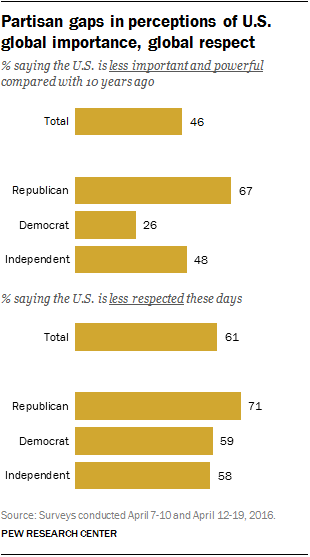 Partisan gaps in perceptions of U.S.
global importance, global respect
% saying the U.S. is less important and powerful
compared with 10 years ago
Total 46
Republican 67
Democrat 26
Independent 48
% saying the U.S. is less respected these days
Total 61
Republican 71
Democrat 59
Independent 58
Source: Surveys conducted April 7-10 and April 12-19, 2016.
PEW RESEARCH CENTER